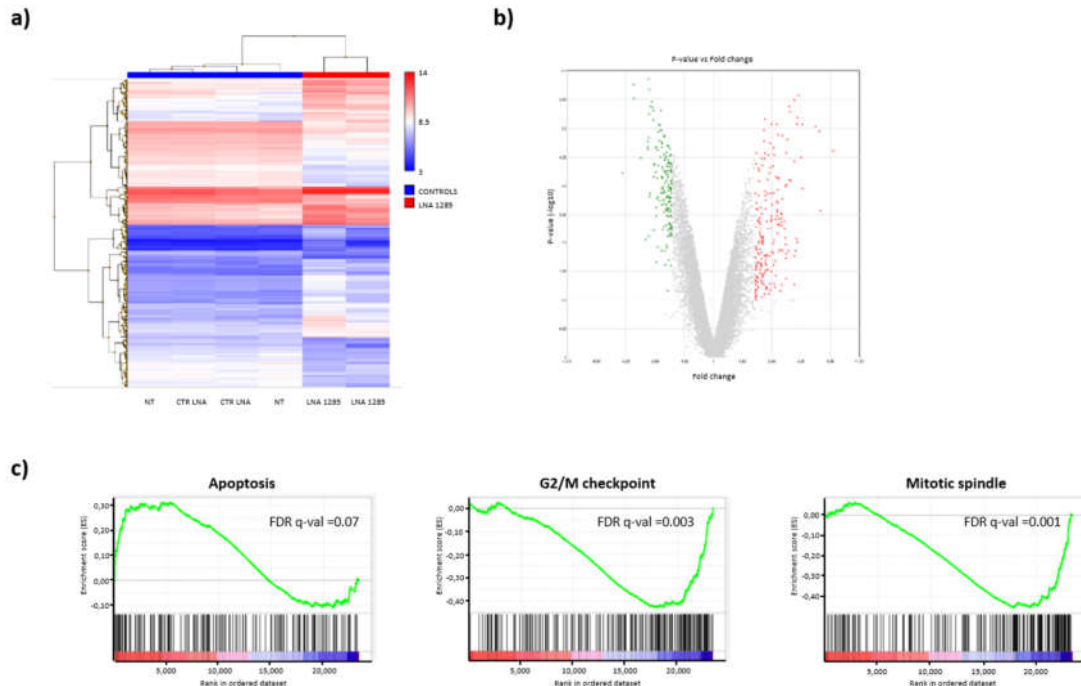 a)
14
8.5
3
CONTROLS
LNA 1289
NT
CTR LNA
CTR LNA
NT
LNA 1289
LNA 1289
b)
P-value vs Fold change
P-value (-log10)
Fold change
c)
Apoptosis
FDR q-val =0.07
Enrichment score (ES)
0,30
0,20
0,10
0,00
-0,10
5,000
10,000
15,000
20,000
Rank in ordered dataset
G2/M checkpoint
FDR q-val =0.003
Enrichment score (ES)
0,00
-0,10
-0,20
-0,30
-0,40
5,000
10,000
15,000
20,000
Rank in ordered dataset
Mitotic spindle
FDR q-val =0.001
Enrichment score (ES)
0,00
-0,10
-0,20
-0,30
-0,40
5,000
10,000
15,000
20,000
Rank in ordered dataset